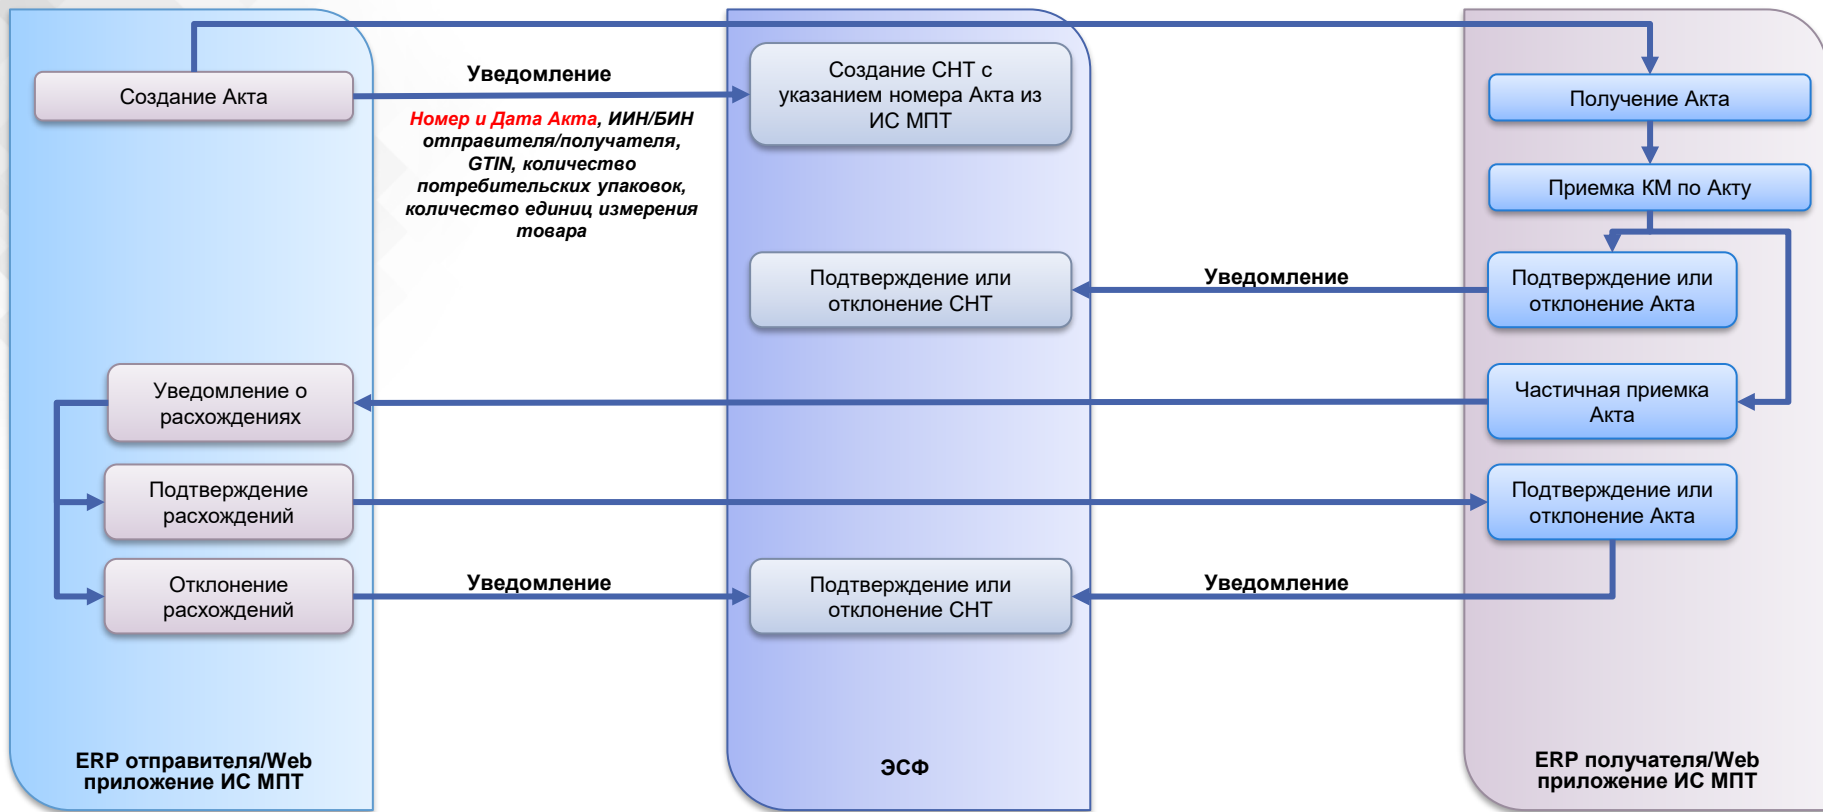 Создание Акта
Уведомление
Номер и Дата Акта, ИИН/БИН
отправителя/получателя,
GTIN, количество
потребительских упаковок,
количество единиц измерения
товара
Создание СНТ с
указанием номера Акта из
ИС МПТ
Получение Акта
Приемка КМ по Акту
Подтверждение или
отклонение СНТ
Уведомление
Подтверждение или
отклонение Акта
Уведомление о
расхождениях
Частичная приемка
Акта
Подтверждение
расхождений
Подтверждение или
отклонение Акта
Отклонение
расхождений
Уведомление
Подтверждение или
отклонение СНТ
Уведомление
ERP отправителя/Web
приложение ИС МПТ
ЭСФ
ERP получателя/Web
приложение ИС МПТ